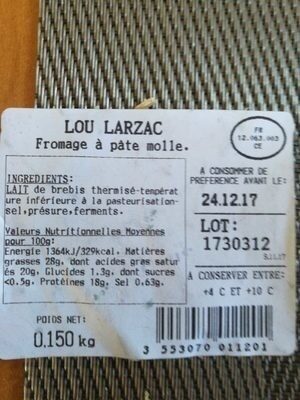 LOU LARZAC
Fromage à pâte molle.
FR
12.063.003
CE
INGREDIENTS:
LAIT de brebis thermisé-températ
ure inférieure à la pasteurisation-
sel,présure,ferments.
Valeurs Nutritionnelles Moyennes
pour 100g:
Energie 1364kJ/329kcal. Matières
grasses 28g, dont acides gras satur
és 20g. Glucides 1.3g, dont sucres
<0.5g. Protéines 18g. Sel 0.63g.
POIDS NET:
0.150 kg
A CONSOMMER DE
PREFERENCE AVANT LE:
24.12.17
LOT:
1730312
A CONSERVER ENTRE:
+4 C ET +10 C
3 553070 011201